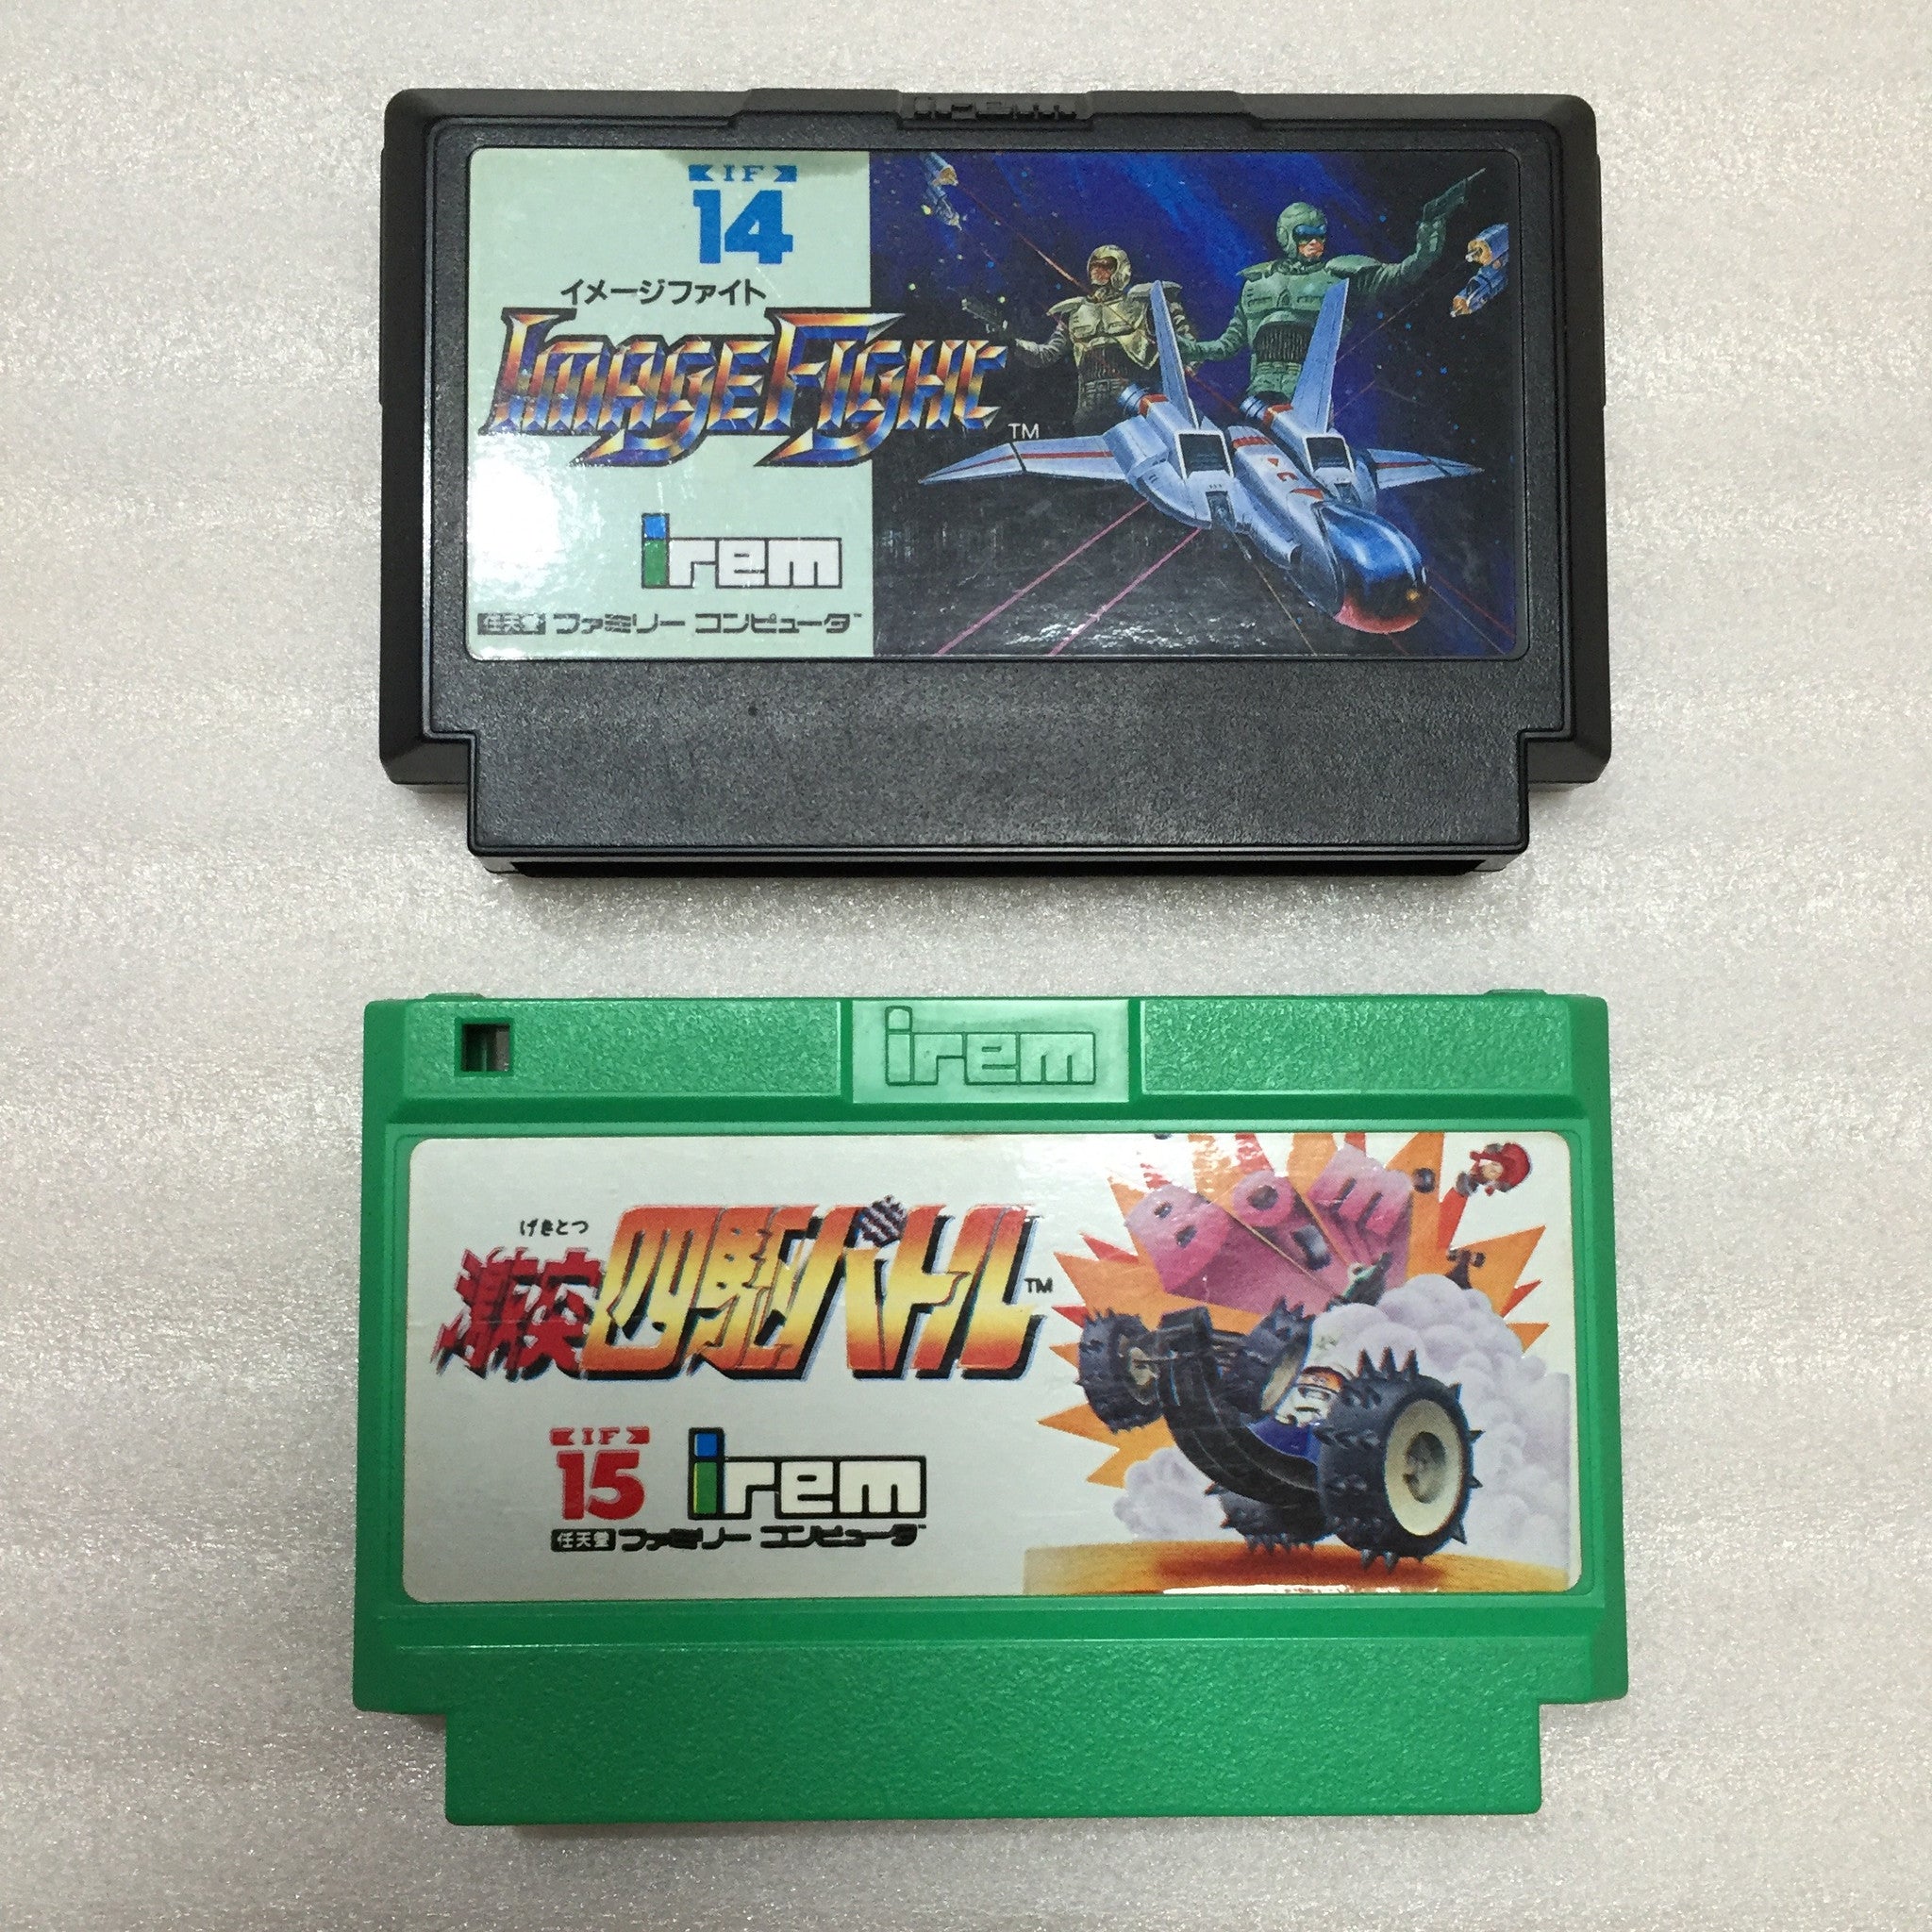 irem
IF
14
イメージファイト
IMAGEFIGHT TM
irem
任天堂 ファミリー コンピュータ
irem
げきとつ
激突四駆バトル TM
BOM
IF
15
irem
任天堂 ファミリー コンピュータ